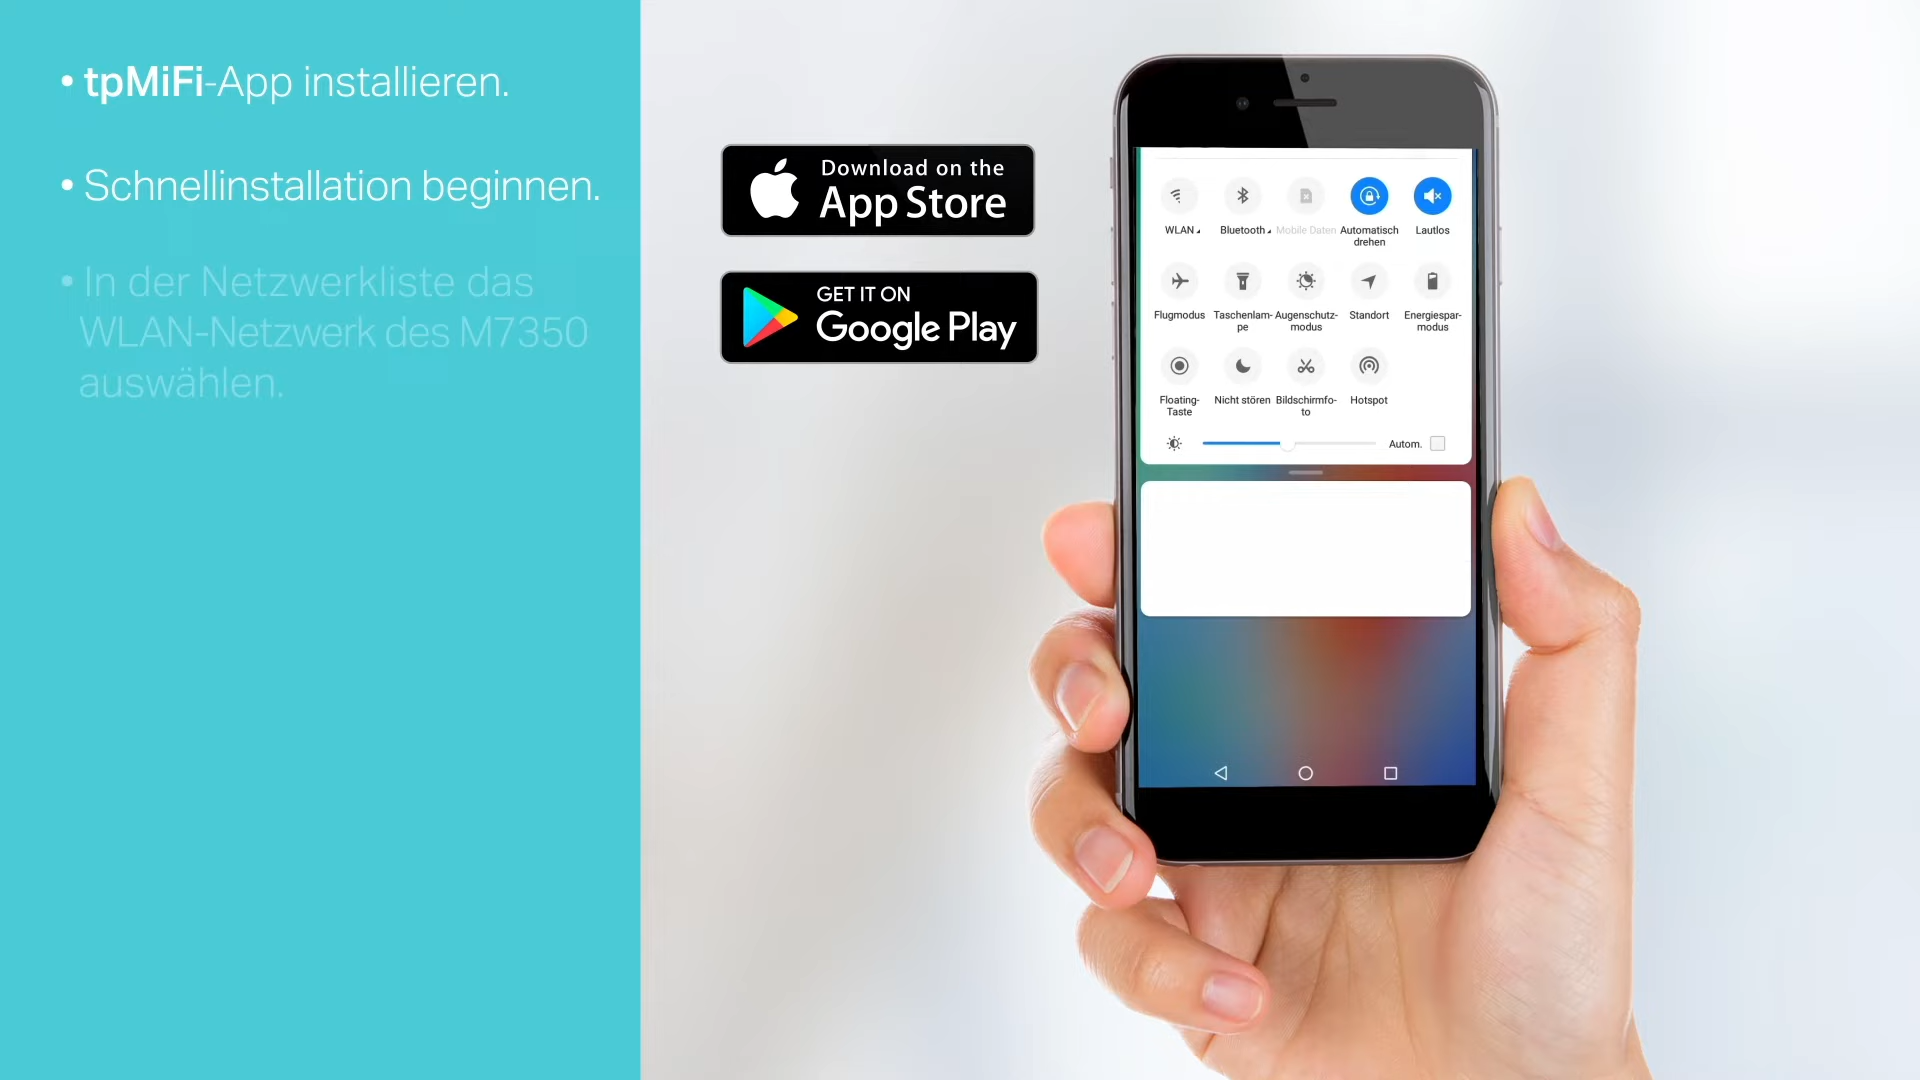 • tpMiFi-App installieren.
• Schnellinstallation beginnen.
• In der Netzwerkliste das
WLAN-Netzwerk des M7350
auswählen.
Download on the
App Store
GET IT ON
Google Play
WLAN
Bluetooth
Mobile Daten
Automatisch
drehen
Lautlos
Flugmodus
Taschenlam-
pe
Augenschutz-
modus
Standort
Energiespar-
modus
Floating-
Taste
Nicht stören
Bildschirmfo-
to
Hotspot
Autom.